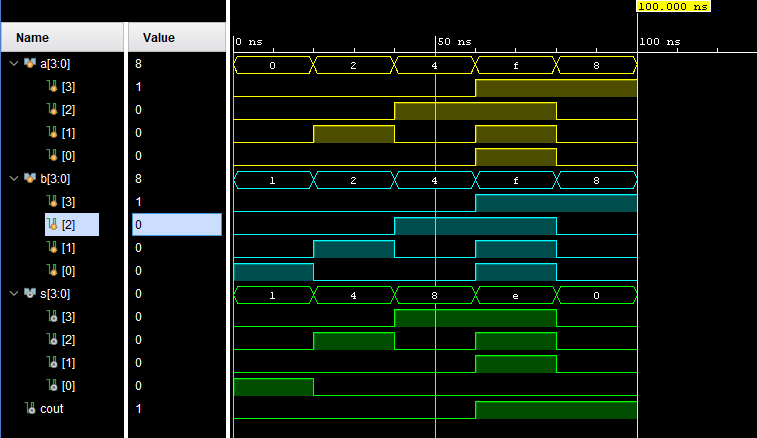 100.000 ns
Name Value
0 ns 50 ns 100 ns
a[3:0] 8 0 2 4 f 8
[3] 1
[2] 0
[1] 0
[0] 0
b[3:0] 8 1 2 4 f 8
[3] 1
[2] 0
[1] 0
[0] 0
s[3:0] 0 1 4 8 e 0
[3] 0
[2] 0
[1] 0
[0] 0
cout 1